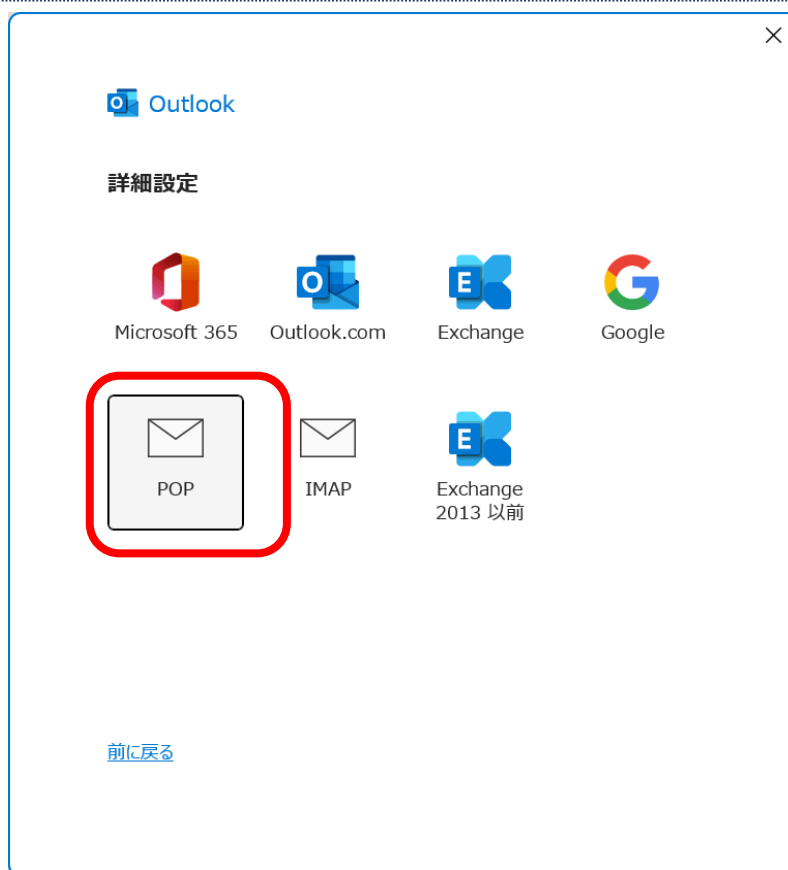 Outlook
詳細設定
Microsoft 365
Outlook.com
Exchange
Google
POP
IMAP
Exchange
2013 以前
前に戻る